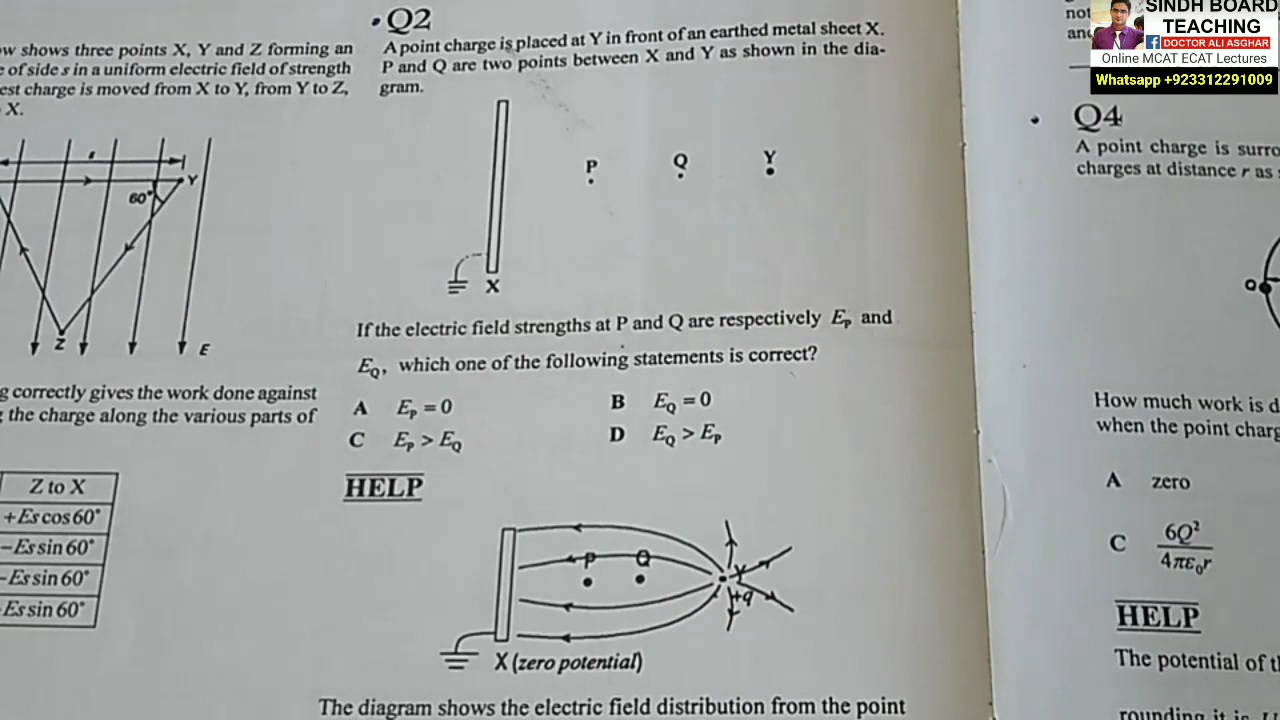 ow shows three points X, Y and Z forming an
e of side s in a uniform electric field of strength
est charge is moved from X to Y, from Y to Z,
X.
s
Y
60°
Z
E
g correctly gives the work done against
the charge along the various parts of
Z to X
+Es cos 60°
-Es sin 60°
-Es sin 60°
Es sin 60°
• Q2
A point charge is placed at Y in front of an earthed metal sheet X.
P and Q are two points between X and Y as shown in the dia-
gram.
P Q Y
X
If the electric field strengths at P and Q are respectively E_P and
E_Q, which one of the following statements is correct?
A E_P = 0 B E_Q = 0
C E_P > E_Q D E_Q > E_P
HELP
P Q Y
+q
X (zero potential)
The diagram shows the electric field distribution from the point
not
an
SINDH BOARD
TEACHING
f DOCTOR ALI ASGHAR
Online MCAT ECAT Lectures
Whatsapp +923312291009
• Q4
A point charge is surro
charges at distance r as
Q
How much work is d
when the point charg
A zero
C 6Q²/4πε₀r
HELP
The potential of t
rounding it is